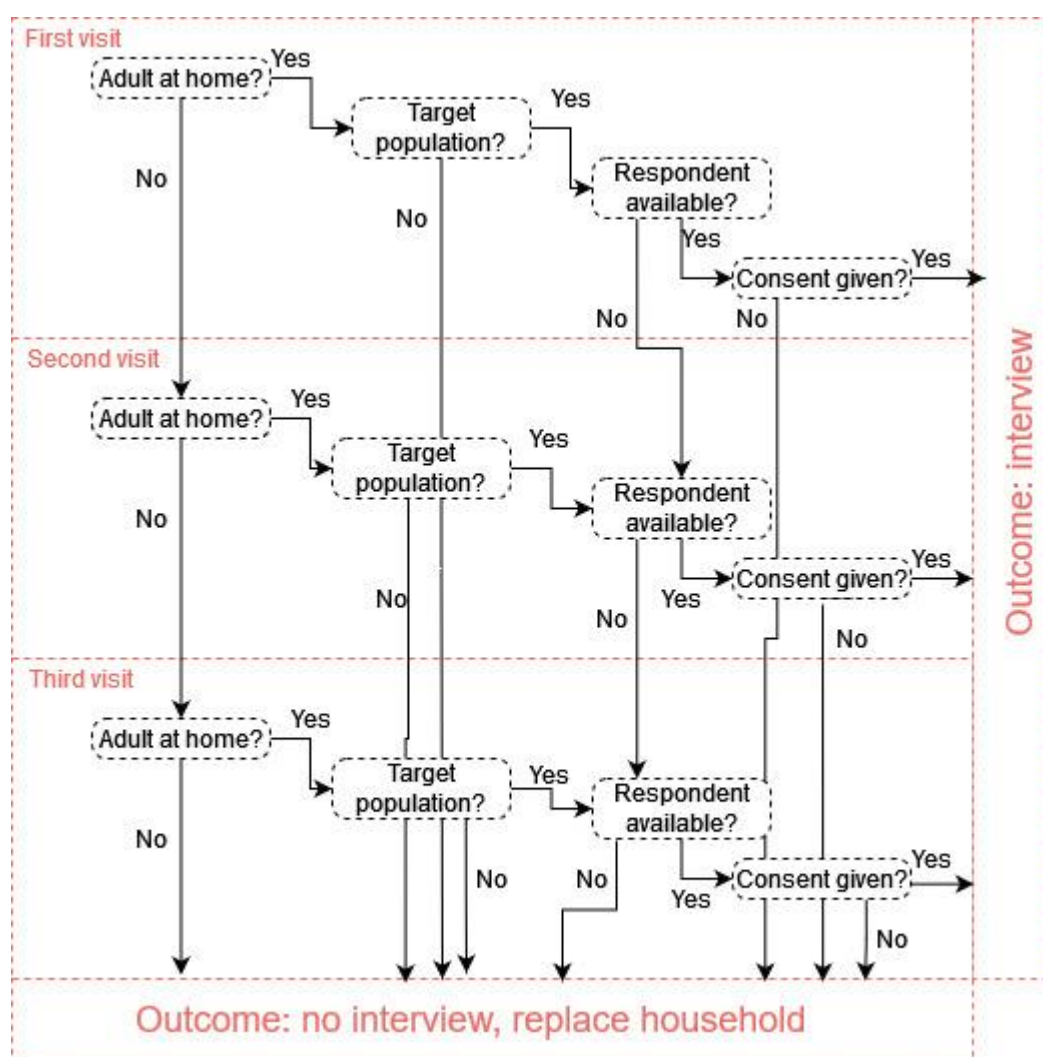 First visit
Adult at home?
Yes
Target
population?
Yes
No
Respondent
available?
No
Yes
Consent given?
Yes
No
No
Second visit
Adult at home?
Yes
Target
population?
Yes
Respondent
available?
No
Consent given?
Yes
No
Yes
No
No
Third visit
Adult at home?
Yes
Target
population?
Yes
Respondent
available?
No
Consent given?
Yes
No
No
Yes
No
Outcome: interview
Outcome: no interview, replace household